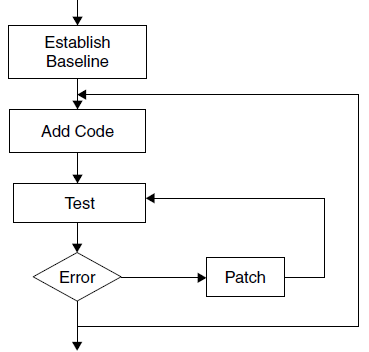 Establish
Baseline
Add Code
Test
Error
Patch